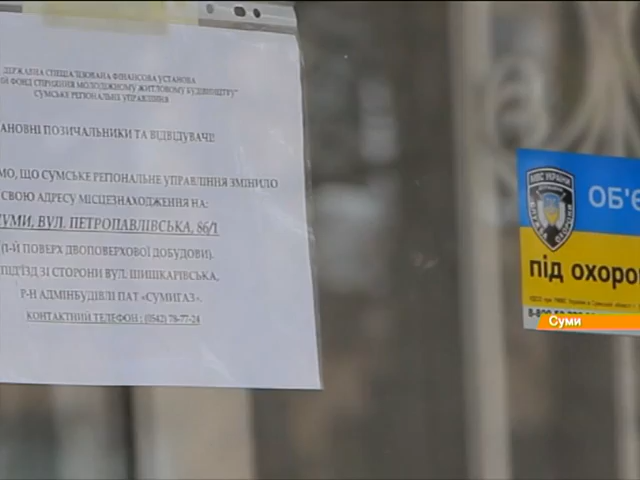 ДЕРЖАВНА СПЕЦІАЛІЗОВАНА ФІНАНСОВА УСТАНОВА
ИЙ ФОНД СПРИЯННЯ МОЛОДІЖНОМУ ЖИТЛОВОМУ БУДІВНИЦТВУ"
СУМСЬКЕ РЕГІОНАЛЬНЕ УПРАВЛІННЯ
АНОВНІ ПОЗИЧАЛЬНИКИ ТА ВІДВІДУВАЧІ!
МО, ЩО СУМСЬКЕ РЕГІОНАЛЬНЕ УПРАВЛІННЯ ЗМІНИЛО
СВОЮ АДРЕСУ МІСЦЕЗНАХОДЖЕННЯ НА:
СУМИ, ВУЛ. ПЕТРОПАВЛІВСЬКА, 86/1
(1-Й ПОВЕРХ ДВОПОВЕРХОВОЇ ДОБУДОВИ).
ПІД'ЇЗД ЗІ СТОРОНИ ВУЛ. ШИШКАРІВСЬКА,
Р-Н АДМІНБУДІВЛІ ПАТ «СУМИГАЗ».
КОНТАКТНИЙ ТЕЛЕФОН : (0542) 78-77-24
МВС УКРАЇНИ
ОБ'Є
під охоро
Суми